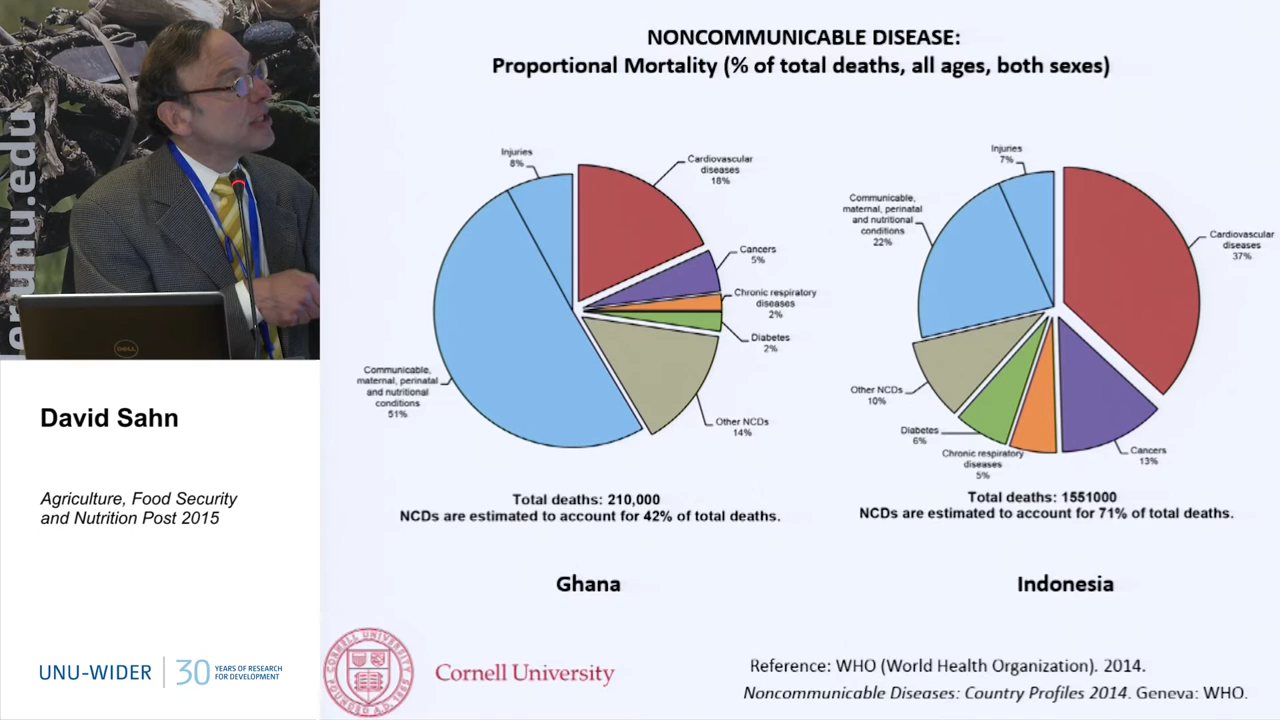 enu.edu
DELL
David Sahn
Agriculture, Food Security
and Nutrition Post 2015
UNU-WIDER
30
YEARS OF RESEARCH
FOR DEVELOPMENT
NONCOMMUNICABLE DISEASE:
Proportional Mortality (% of total deaths, all ages, both sexes)
Injuries
8%
Cardiovascular
diseases
18%
Cancers
5%
Chronic respiratory
diseases
2%
Diabetes
2%
Other NCDs
14%
Communicable,
maternal, perinatal
and nutritional
conditions
51%
Total deaths: 210,000
NCDs are estimated to account for 42% of total deaths.
Ghana
Injuries
7%
Communicable,
maternal, perinatal
and nutritional
conditions
22%
Cardiovascular
diseases
37%
Other NCDs
10%
Diabetes
6%
Chronic respiratory
diseases
5%
Cancers
13%
Total deaths: 1551000
NCDs are estimated to account for 71% of total deaths.
Indonesia
Cornell University
Reference: WHO (World Health Organization). 2014.
Noncommunicable Diseases: Country Profiles 2014. Geneva: WHO.